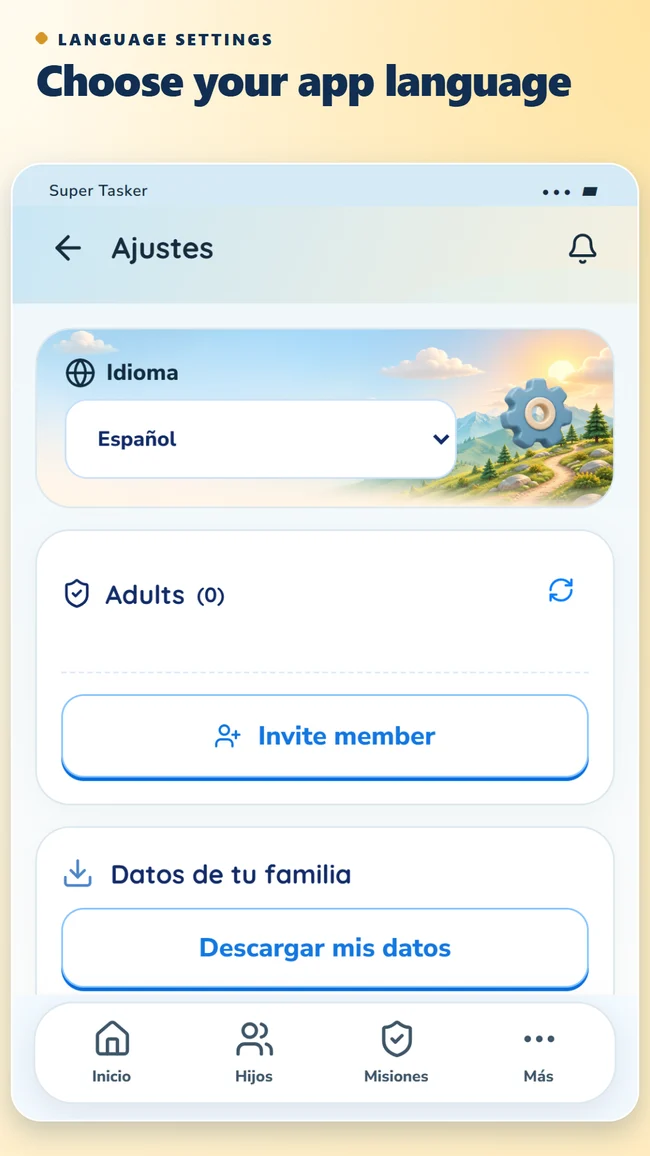 LANGUAGE SETTINGS
Choose your app language
Super Tasker
Ajustes
Idioma
Español
Adults (0)
Invite member
Datos de tu familia
Descargar mis datos
Inicio Hijos Misiones Más